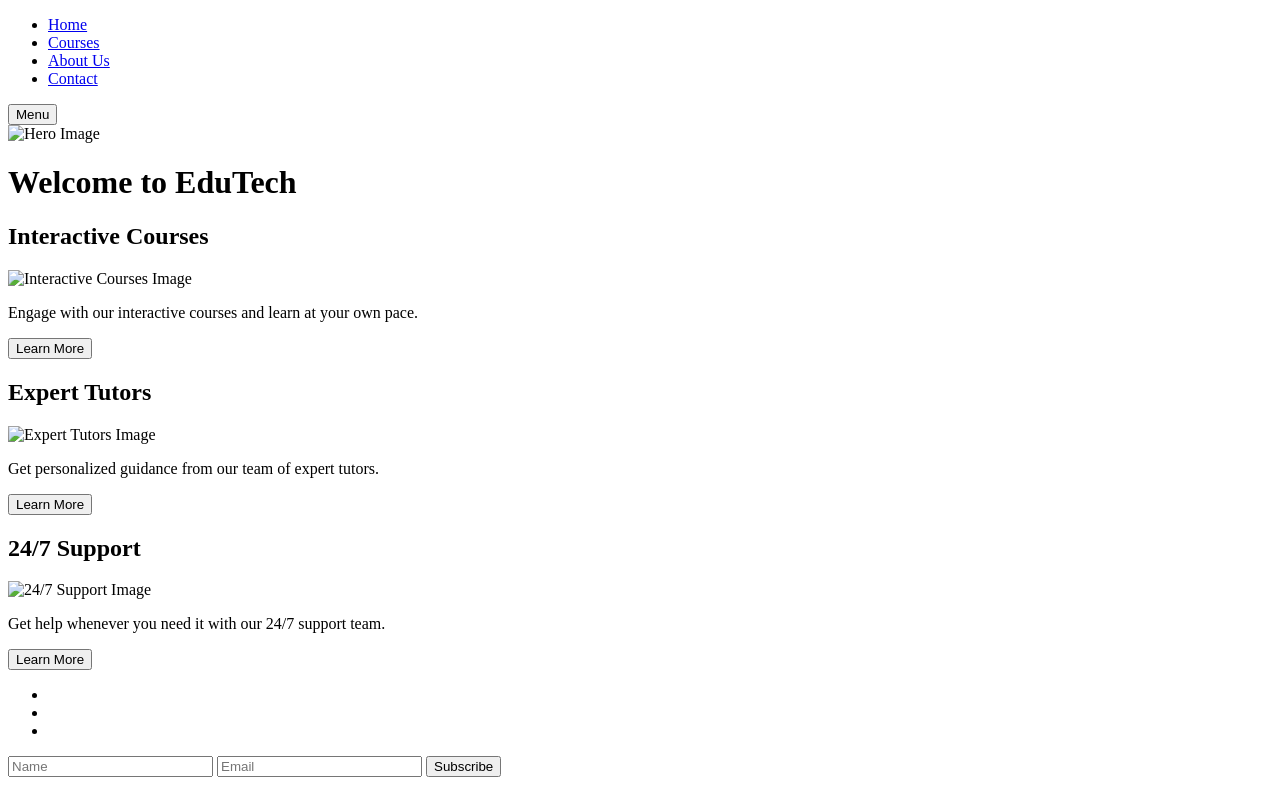 Home
Courses
About Us
Contact
Menu
Hero Image
Welcome to EduTech
Interactive Courses
Interactive Courses Image
Engage with our interactive courses and learn at your own pace.
Learn More
Expert Tutors
Expert Tutors Image
Get personalized guidance from our team of expert tutors.
Learn More
24/7 Support
24/7 Support Image
Get help whenever you need it with our 24/7 support team.
Learn More
Name Email Subscribe